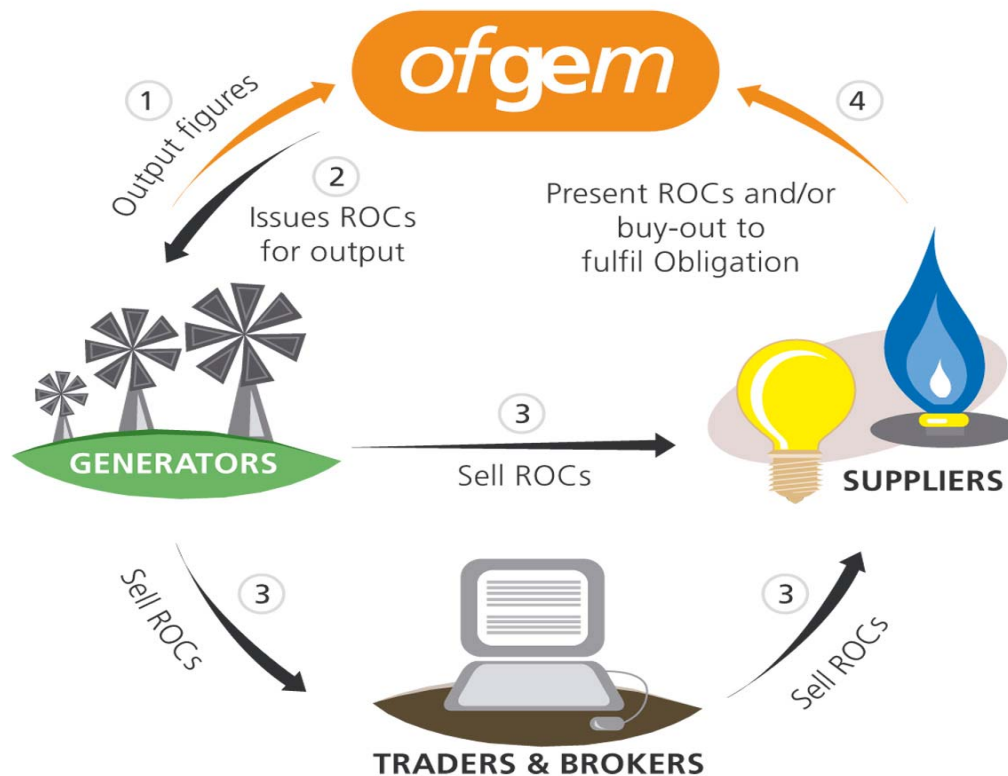 ofgem
1
Output figures
2
Issues ROCs
for output
4
Present ROCs and/or
buy-out to
fulfil Obligation
GENERATORS
3
Sell ROCs
SUPPLIERS
3
Sell ROCs
3
Sell ROCs
TRADERS & BROKERS